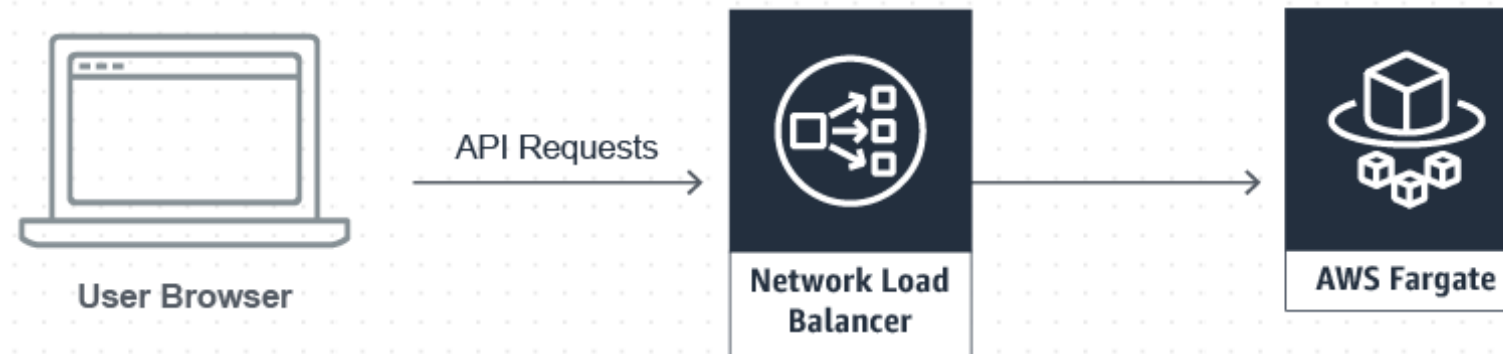 API Requests
User Browser
Network Load
Balancer
AWS Fargate